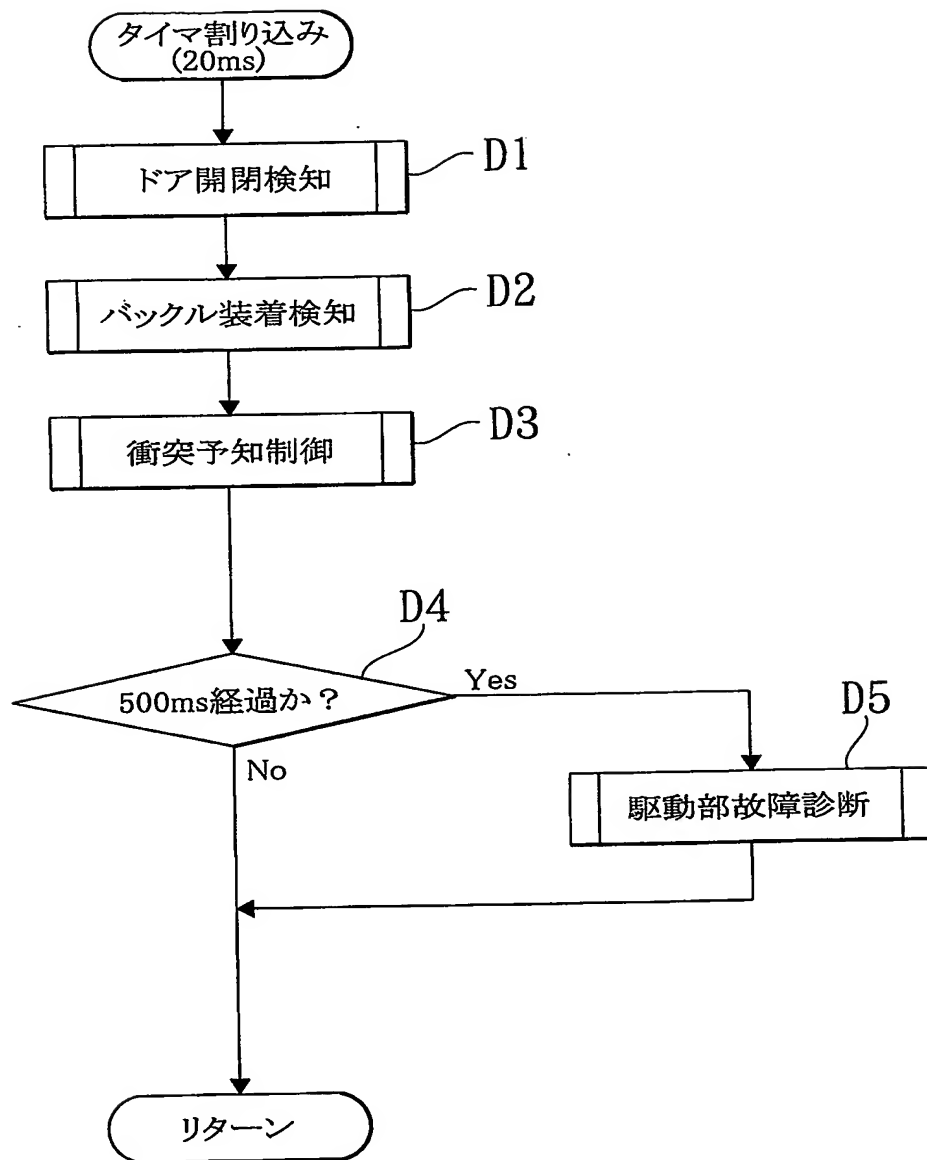 タイマ割り込み
(20ms)
ドア開閉検知
D1
バックル装着検知
D2
衝突予知制御
D3
D4
500ms経過か?
Yes
No
D5
駆動部故障診断
リターン